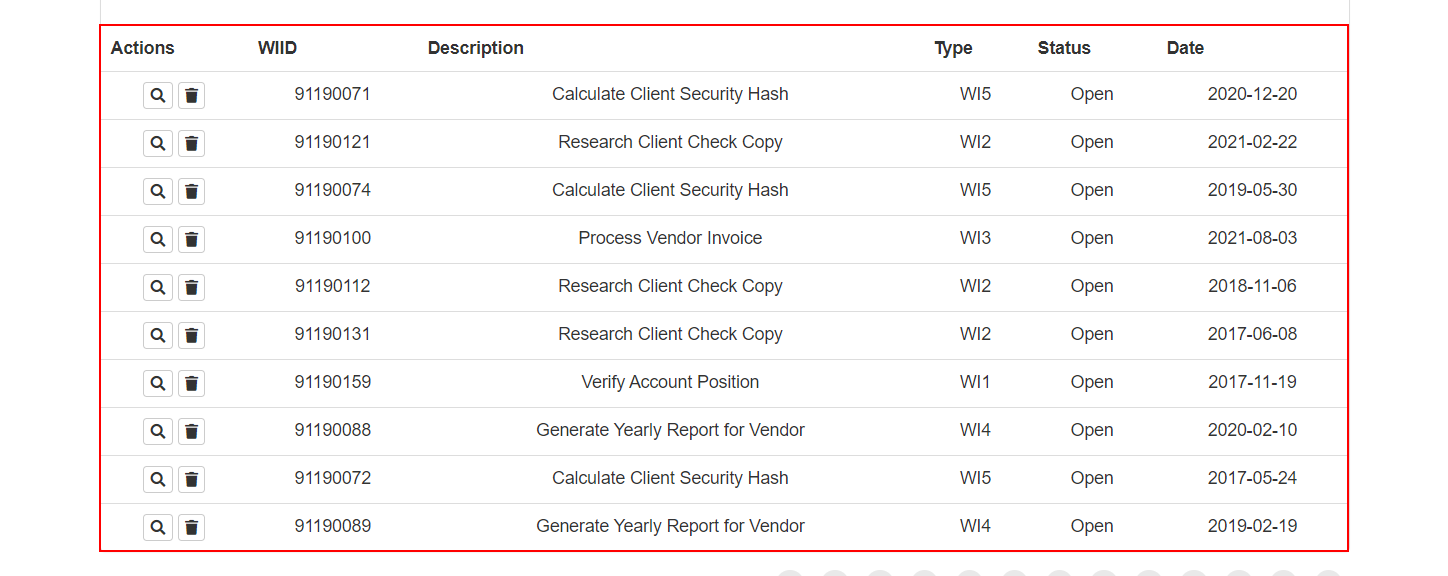 Actions WIID Description Type Status Date
91190071 Calculate Client Security Hash WI5 Open 2020-12-20
91190121 Research Client Check Copy WI2 Open 2021-02-22
91190074 Calculate Client Security Hash WI5 Open 2019-05-30
91190100 Process Vendor Invoice WI3 Open 2021-08-03
91190112 Research Client Check Copy WI2 Open 2018-11-06
91190131 Research Client Check Copy WI2 Open 2017-06-08
91190159 Verify Account Position WI1 Open 2017-11-19
91190088 Generate Yearly Report for Vendor WI4 Open 2020-02-10
91190072 Calculate Client Security Hash WI5 Open 2017-05-24
91190089 Generate Yearly Report for Vendor WI4 Open 2019-02-19